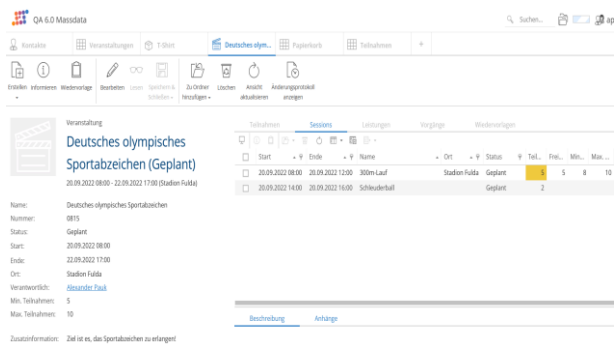 QA 6.0 Massdata
Suchen...
ap
Kontakte
Veranstaltungen
T-Shirt
Deutsches olym...
Papierkorb
Teilnahmen
+
Erstellen
Informieren
Wiedervorlage
Bearbeiten
Lesen
Speichern &
Schließen
Zu Ordner
hinzufügen
Löschen
Ansicht
aktualisieren
Änderungsprotokoll
anzeigen
Veranstaltung
Deutsches olympisches
Sportabzeichen (Geplant)
20.09.2022 08:00 - 22.09.2022 17:00 (Stadion Fulda)
Name: Deutsches olympisches Sportabzeichen
Nummer: 0815
Status: Geplant
Start: 20.09.2022 08:00
Ende: 22.09.2022 17:00
Ort: Stadion Fulda
Verantwortlich: Alexander Pauk
Min. Teilnahmen: 5
Max. Teilnahmen: 10
Zusatzinformation: Ziel ist es, das Sportabzeichen zu erlangen!
Teilnahmen Sessions Leistungen Vorgänge Wiedervorlagen
Start Ende Name Ort Status Teil... Frei... Min... Max. ...
20.09.2022 08:00 20.09.2022 12:00 300m-Lauf Stadion Fulda Geplant 5 5 8 10
20.09.2022 14:00 20.09.2022 16:00 Schleuderball Geplant 2
Beschreibung Anhänge